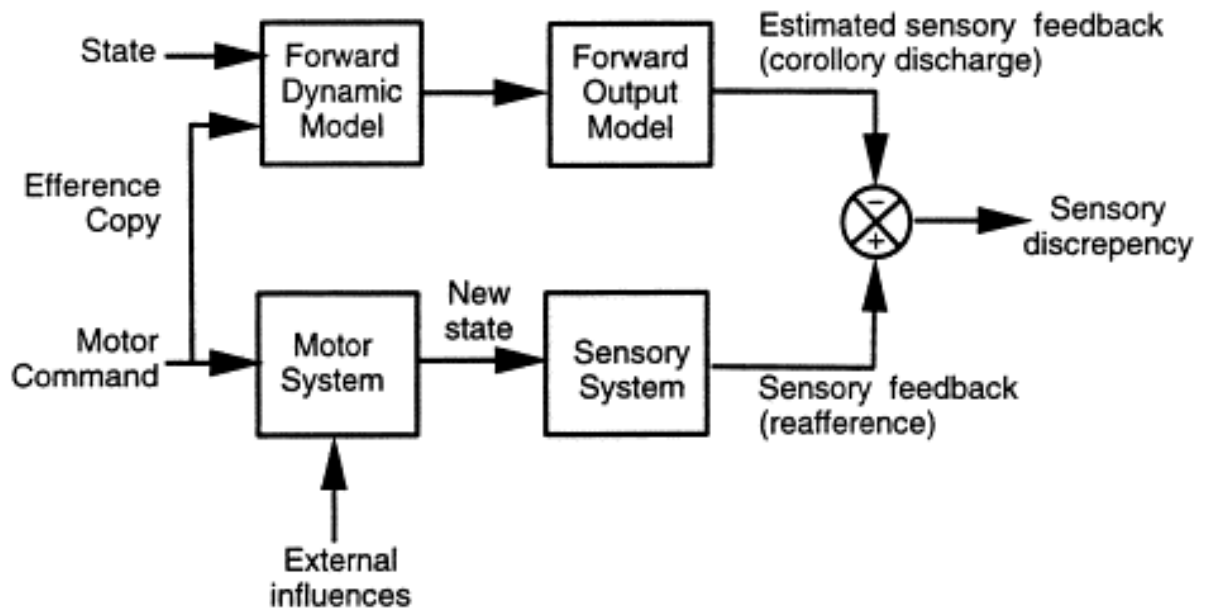 State
Forward
Dynamic
Model
Forward
Output
Model
Estimated sensory feedback
(corollory discharge)
Efference
Copy
−
+
Sensory
discrepency
Motor
Command
Motor
System
New
state
Sensory
System
Sensory feedback
(reafference)
External
influences